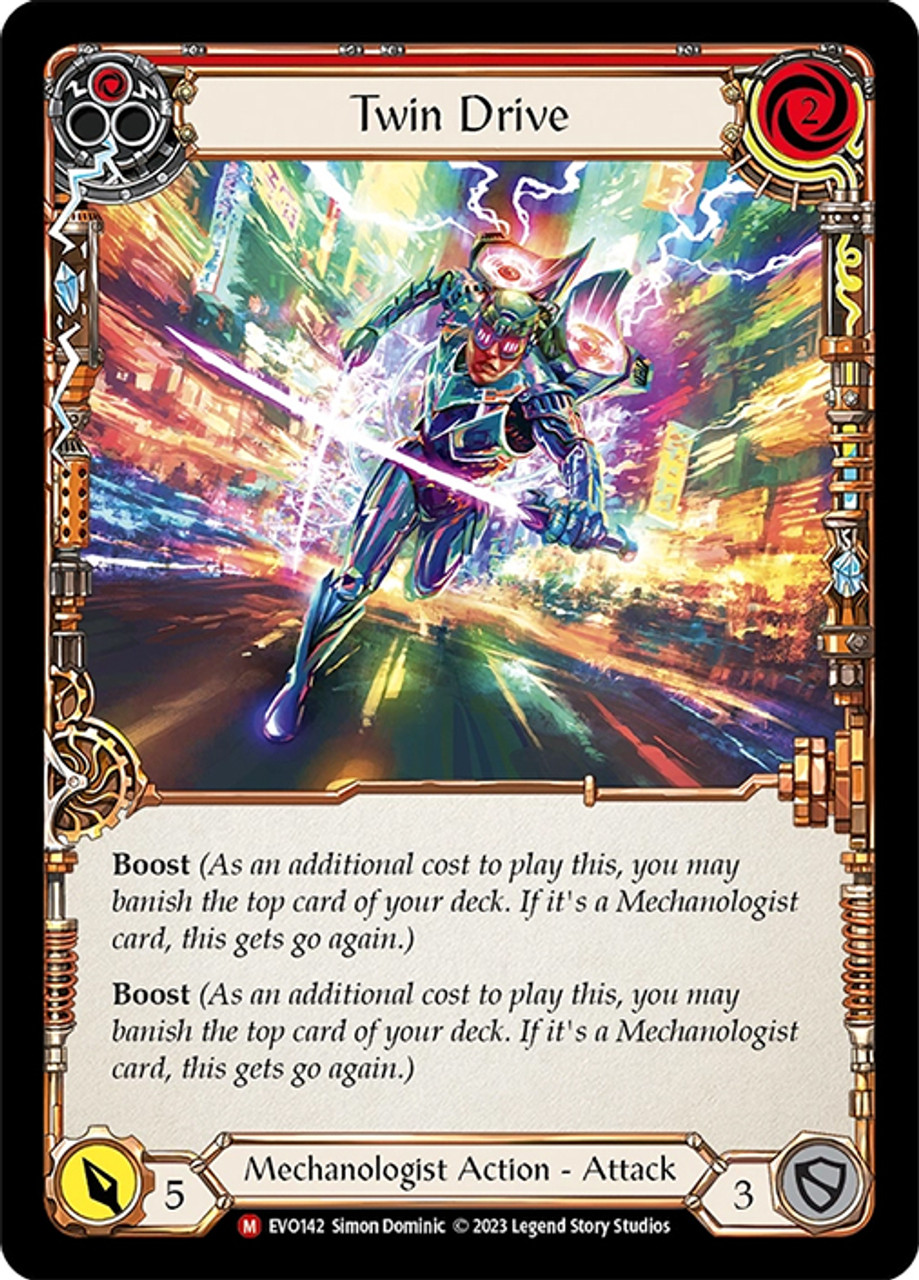 Twin Drive
2
Boost (As an additional cost to play this, you may
banish the top card of your deck. If it's a Mechanologist
card, this gets go again.)
Boost (As an additional cost to play this, you may
banish the top card of your deck. If it's a Mechanologist
card, this gets go again.)
5
Mechanologist Action - Attack
3
M EVO142 Simon Dominic © 2023 Legend Story Studios